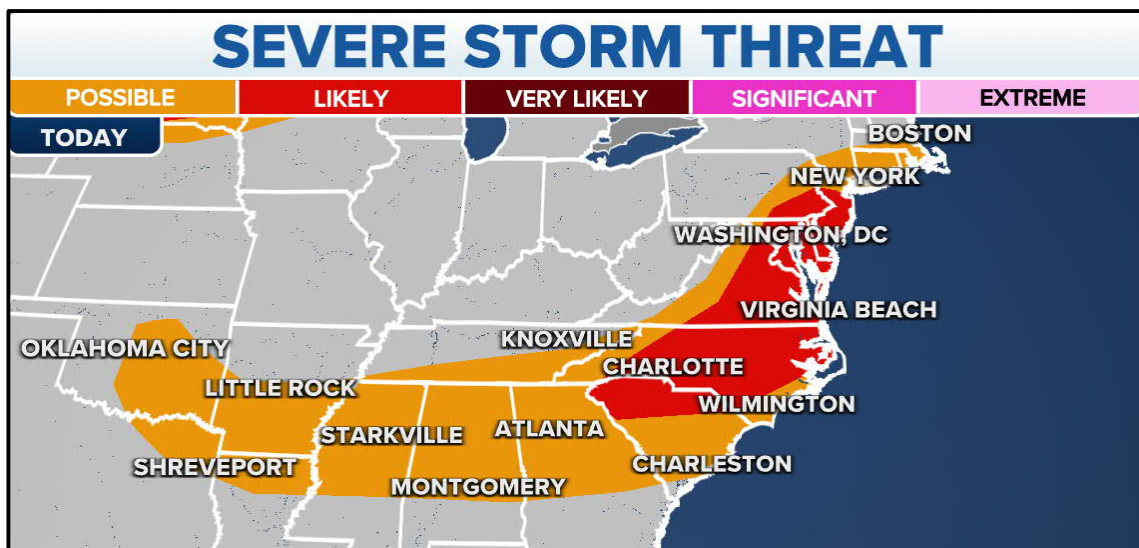 SEVERE STORM THREAT
POSSIBLE
LIKELY
VERY LIKELY
SIGNIFICANT
EXTREME
TODAY
BOSTON
NEW YORK
WASHINGTON, DC
VIRGINIA BEACH
KNOXVILLE
OKLAHOMA CITY
CHARLOTTE
LITTLE ROCK
WILMINGTON
ATLANTA
STARKVILLE
CHARLESTON
SHREVEPORT
MONTGOMERY